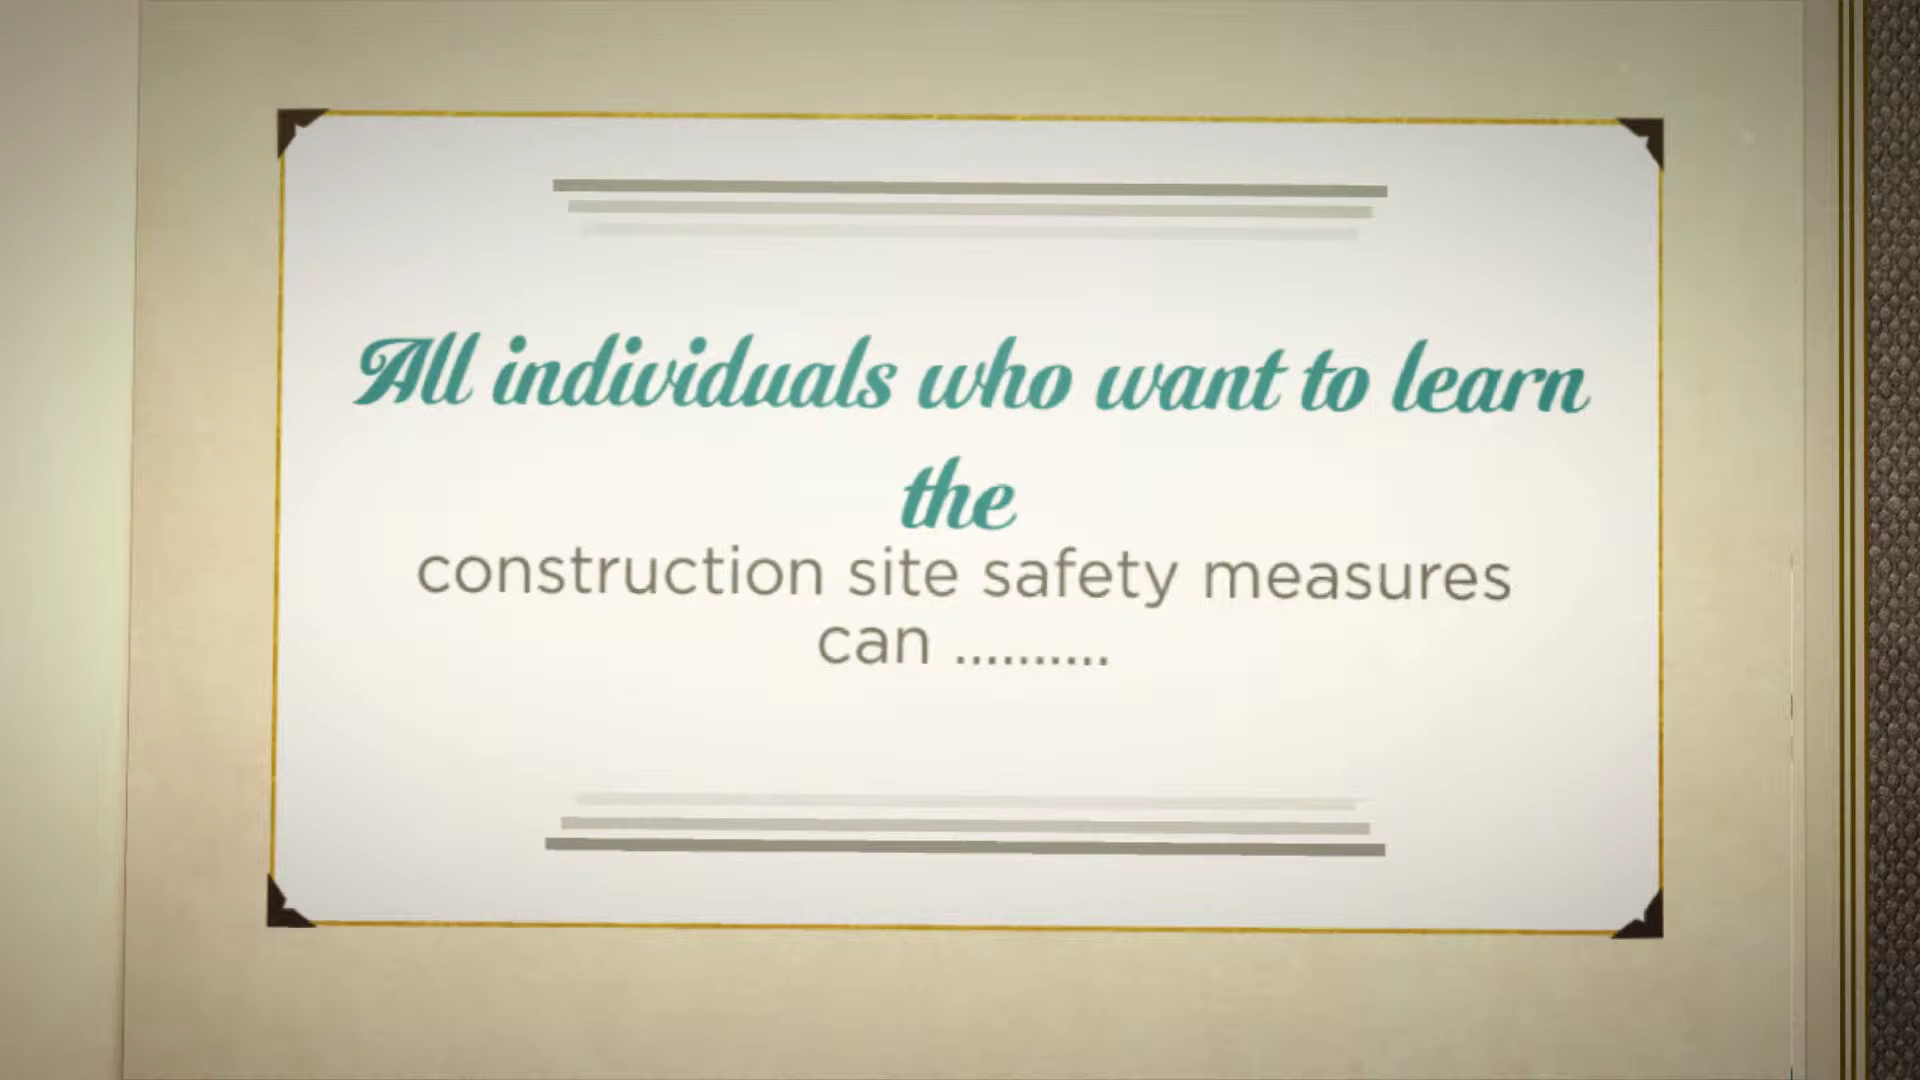 All individuals who want to learn
the
construction site safety measures
can ..........